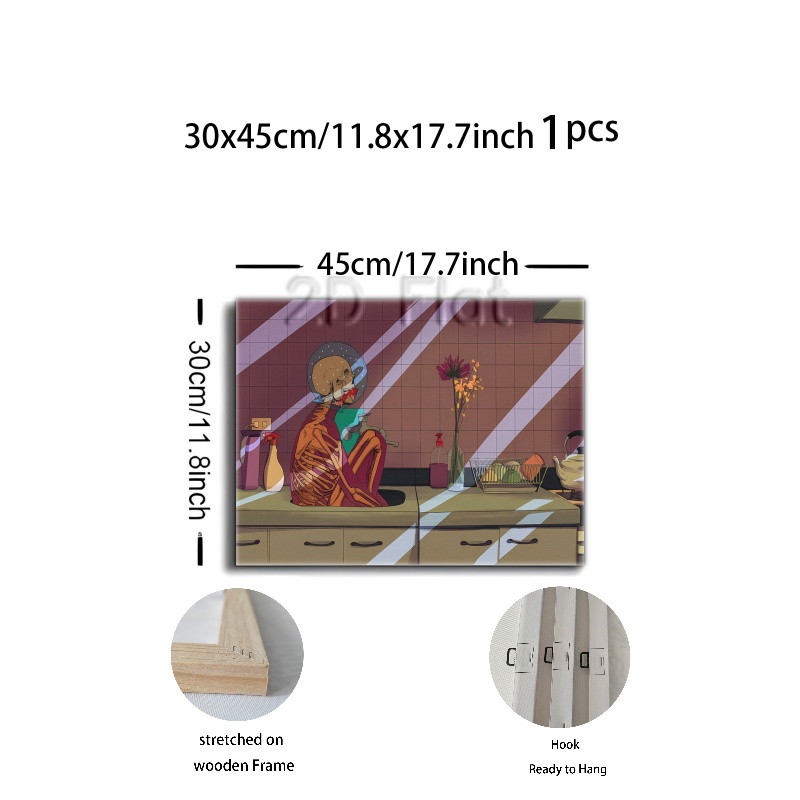 30x45cm/11.8x17.7inch 1pcs
45cm/17.7inch
2D Flat
30cm/11.8inch
stretched on
wooden Frame
Hook
Ready to Hang